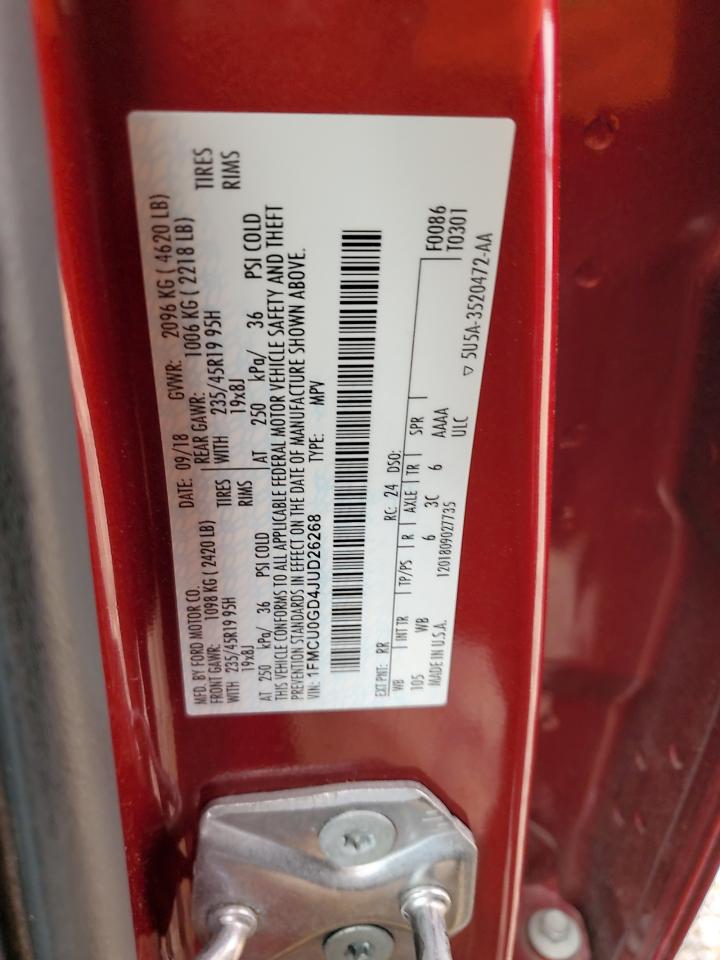 MFD. BY FORD MOTOR CO. DATE: 09/18 GVWR: 2096 KG ( 4620 LB)
FRONT GAWR: 1098 KG ( 2420 LB) REAR GAWR: 1006 KG ( 2218 LB)
WITH 235/45R19 95H TIRES WITH 235/45R19 95H TIRES
19x8J RIMS 19x8J RIMS
AT 250 kPa/ 36 PSI COLD AT 250 kPa/ 36 PSI COLD
THIS VEHICLE CONFORMS TO ALL APPLICABLE FEDERAL MOTOR VEHICLE SAFETY AND THEFT
PREVENTION STANDARDS IN EFFECT ON THE DATE OF MANUFACTURE SHOWN ABOVE.
VIN: 1FMCU0GD4JUD26268 TYPE: MPV
EXT PNT: RR RC: 24 DSO: F0086
WB INT TR TP/PS R AXLE TR SPR T0301
105 WB 6 3C 6 AAAA
MADE IN U.S.A. 1201809027735 ULC ▽ 5U5A-3520472-AA